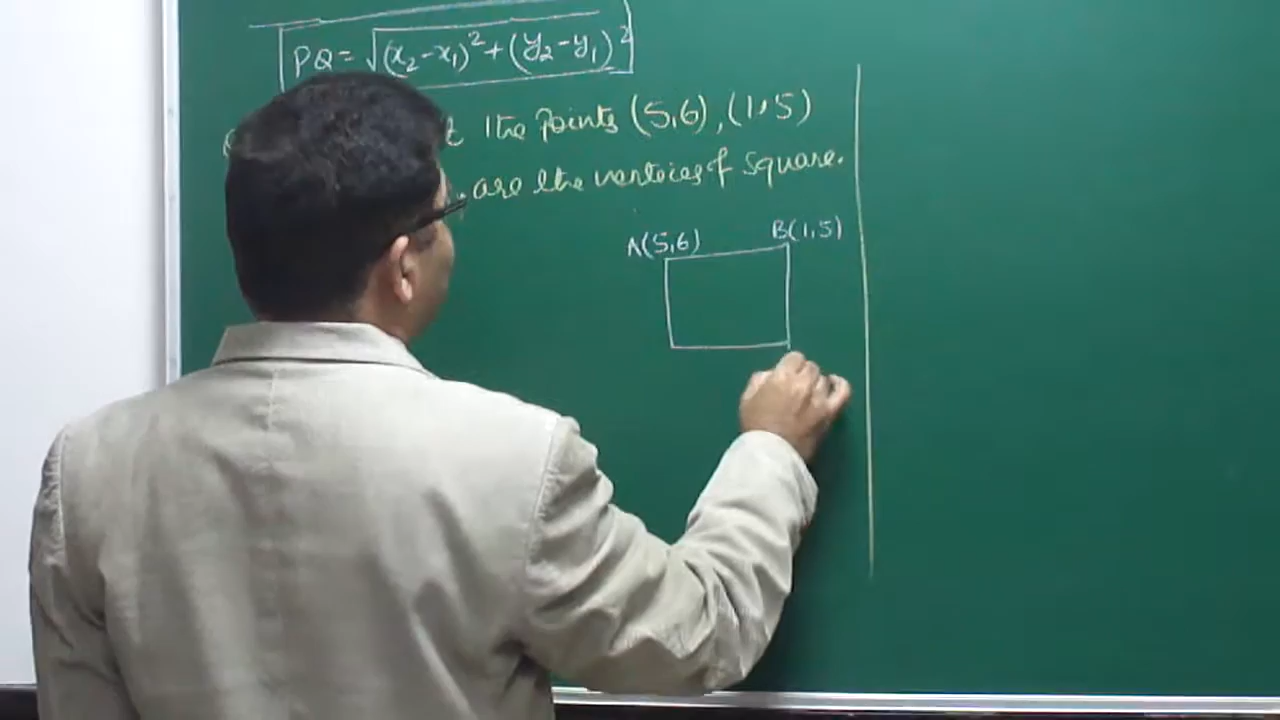 PQ = √(x₂-x₁)²+(y₂-y₁)²
the points (5,6),(1,5)
are the vertices of square.
A(5,6) B(1,5)